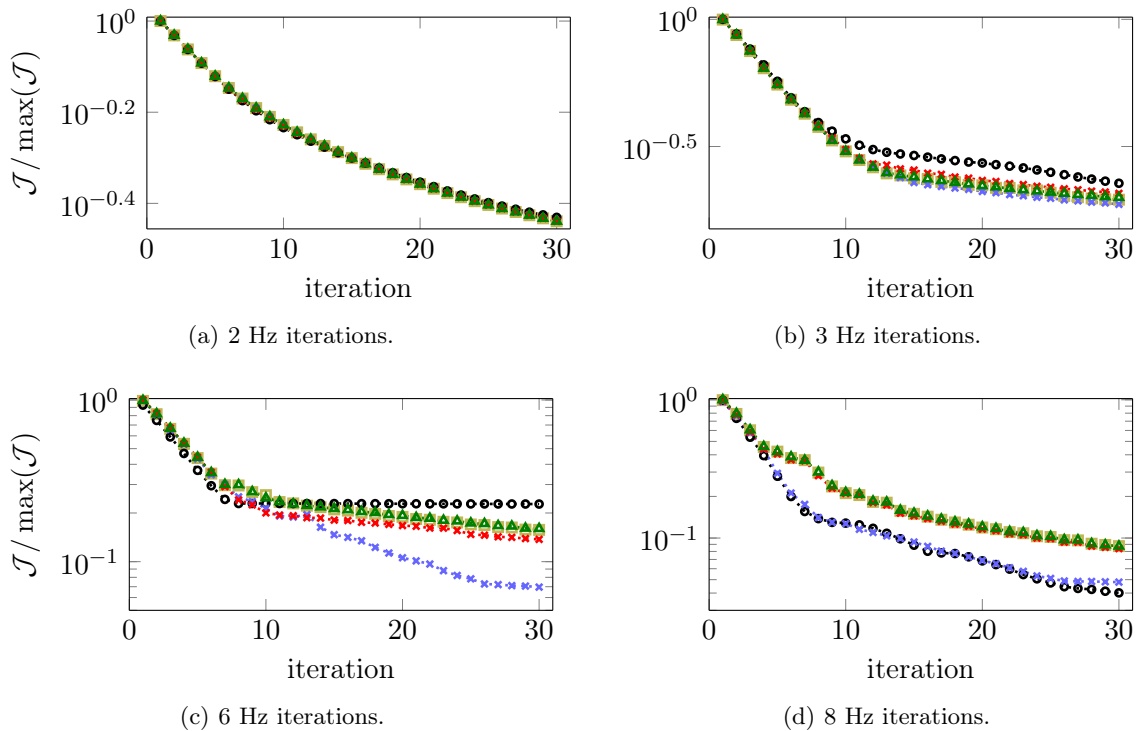 10^0
10^−0.2
10^−0.4
𝒥 / max(𝒥)
0 10 20 30
iteration
(a) 2 Hz iterations.
10^0
10^−0.5
0 10 20 30
iteration
(b) 3 Hz iterations.
10^0
10^−1
𝒥 / max(𝒥)
0 10 20 30
iteration
(c) 6 Hz iterations.
10^0
10^−1
0 10 20 30
iteration
(d) 8 Hz iterations.